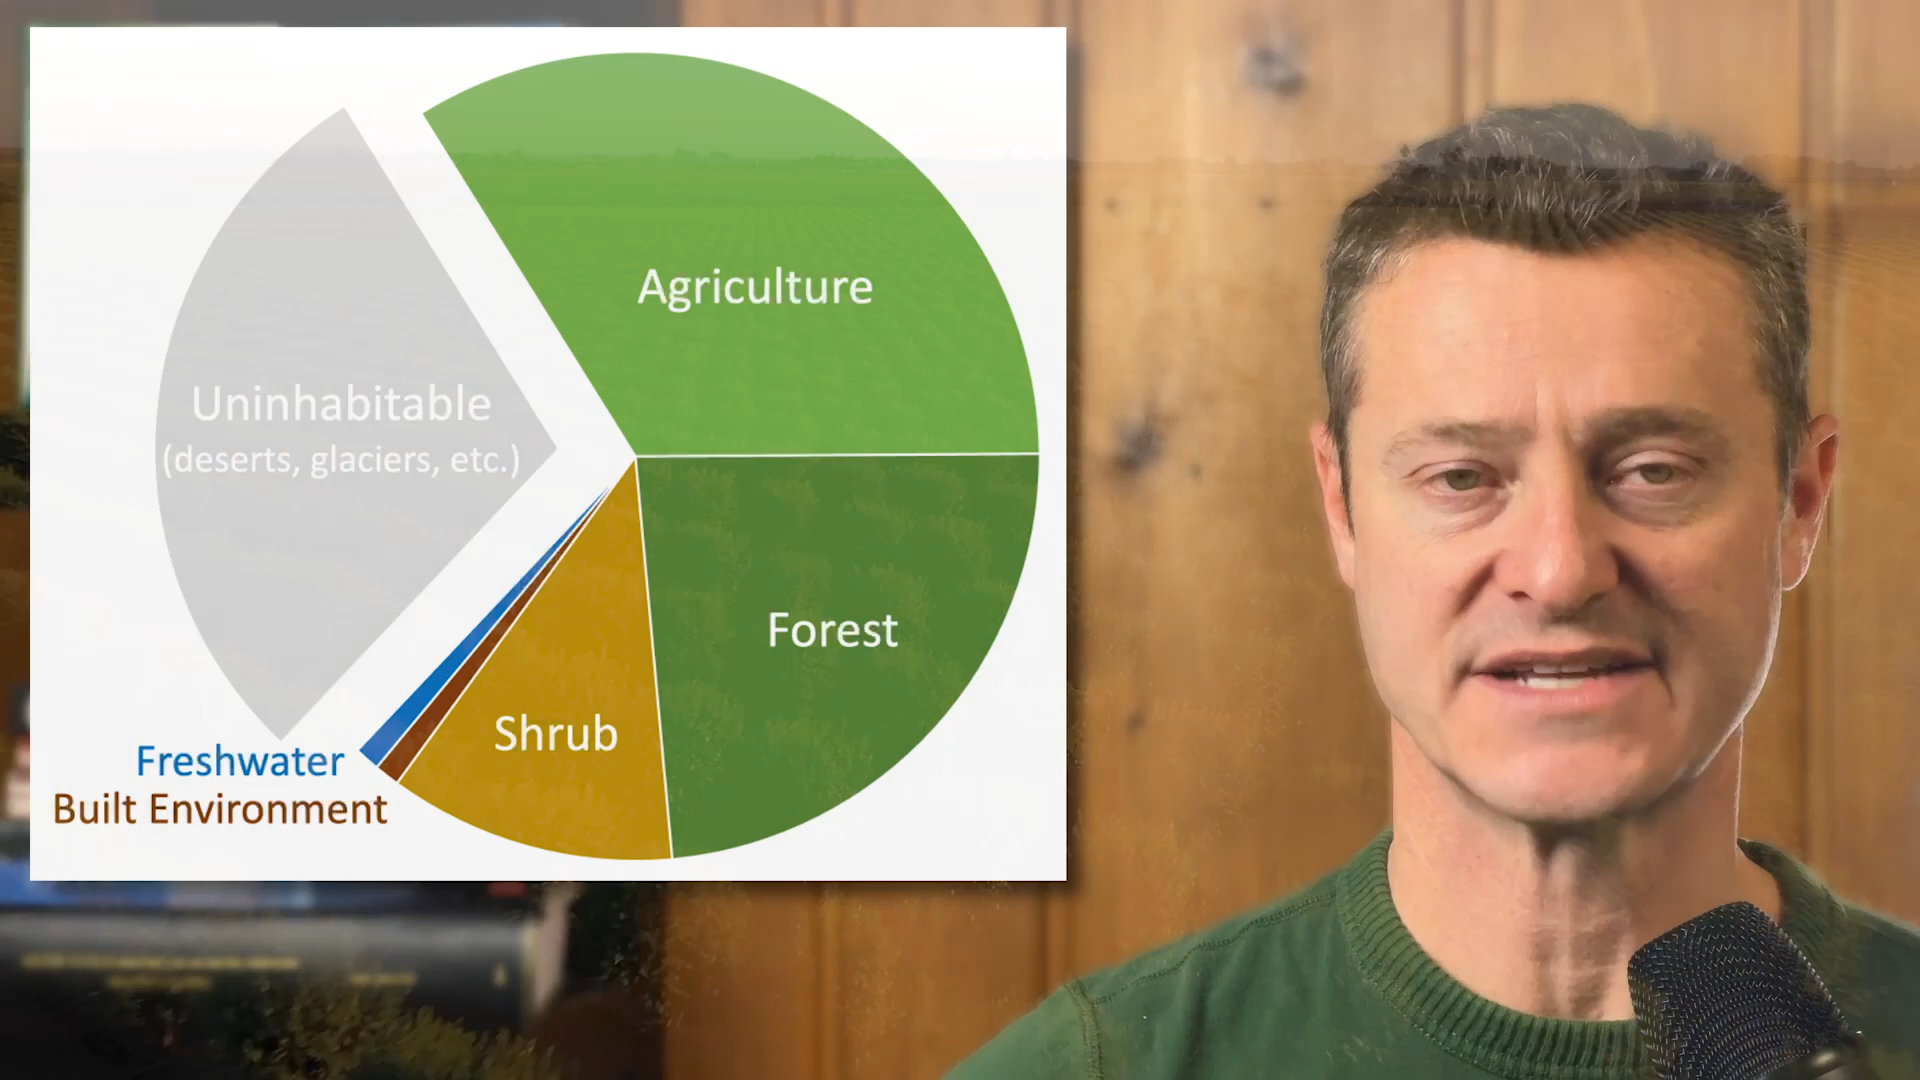 Agriculture
Uninhabitable
(deserts, glaciers, etc.)
Forest
Shrub
Freshwater
Built Environment